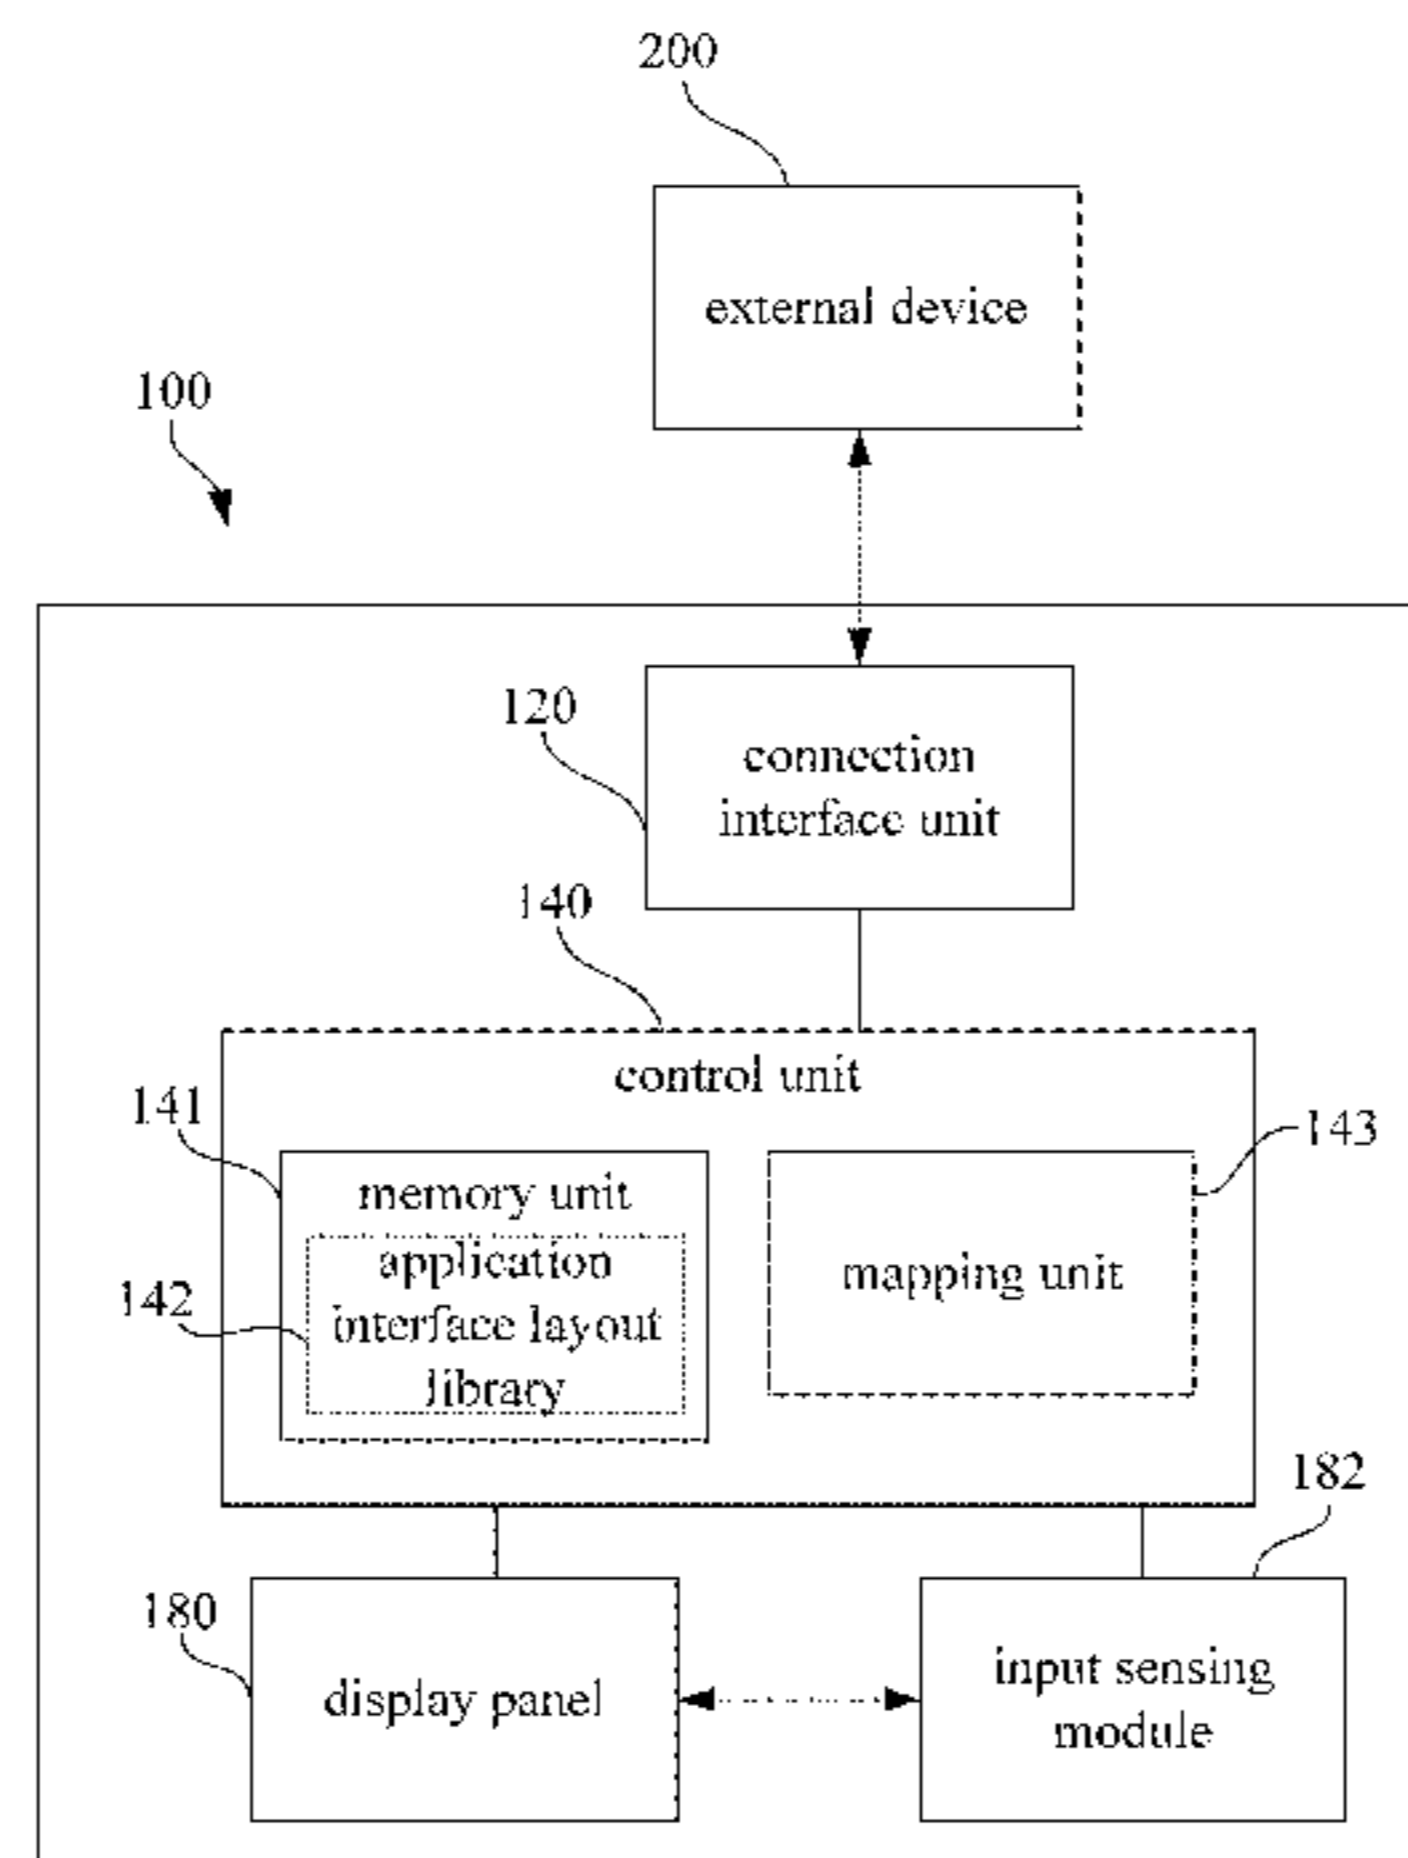 200
external device
100
120
connection
interface unit
140
control unit
141
143
memory unit
application
interface layout
library
142
mapping unit
182
180
display panel
input sensing
module